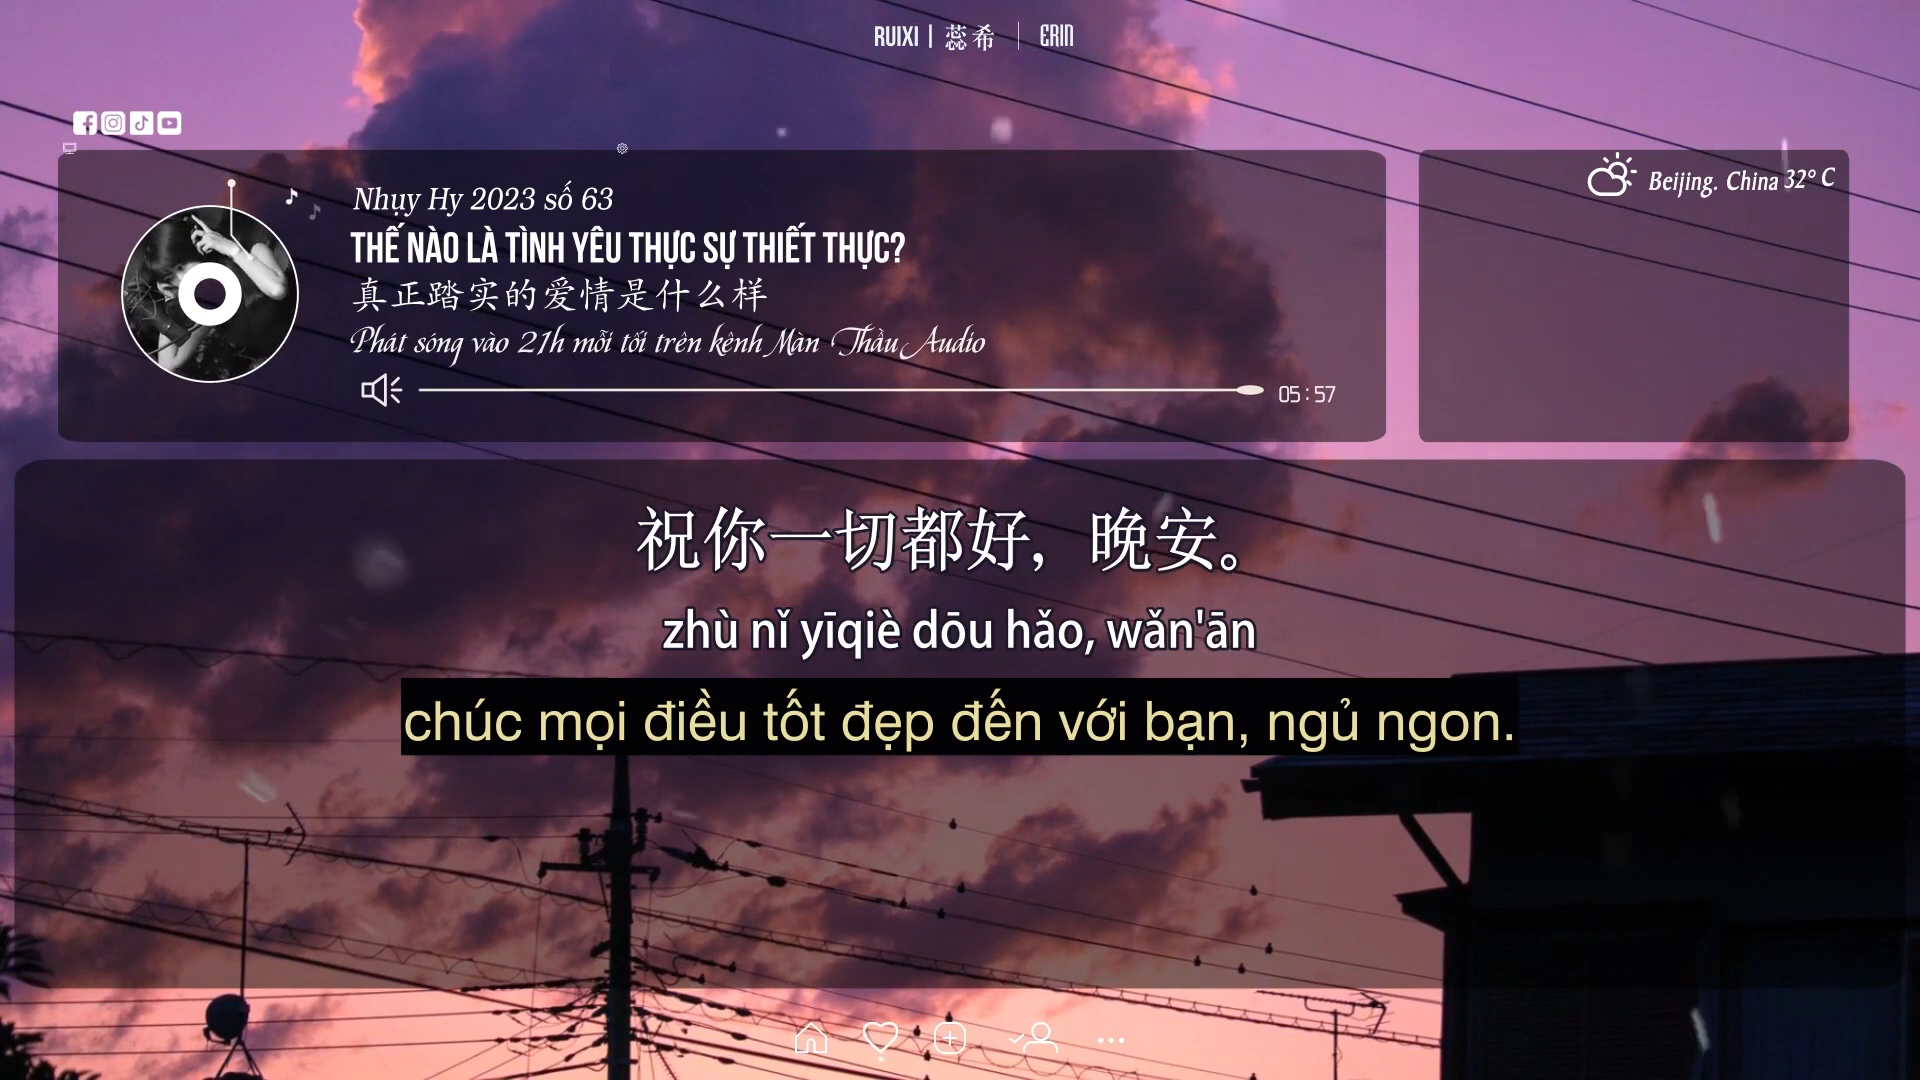 RUIXI | 蕊希 | ERIN
Nhụy Hy 2023 số 63
THẾ NÀO LÀ TÌNH YÊU THỰC SỰ THIẾT THỰC?
真正踏实的爱情是什么样
Phát sóng vào 21h mỗi tối trên kênh Màn Thầu Audio
05:57
Beijing. China 32° C
祝你一切都好，晚安。
zhù nǐ yīqiè dōu hǎo, wǎn'ān
chúc mọi điều tốt đẹp đến với bạn, ngủ ngon.